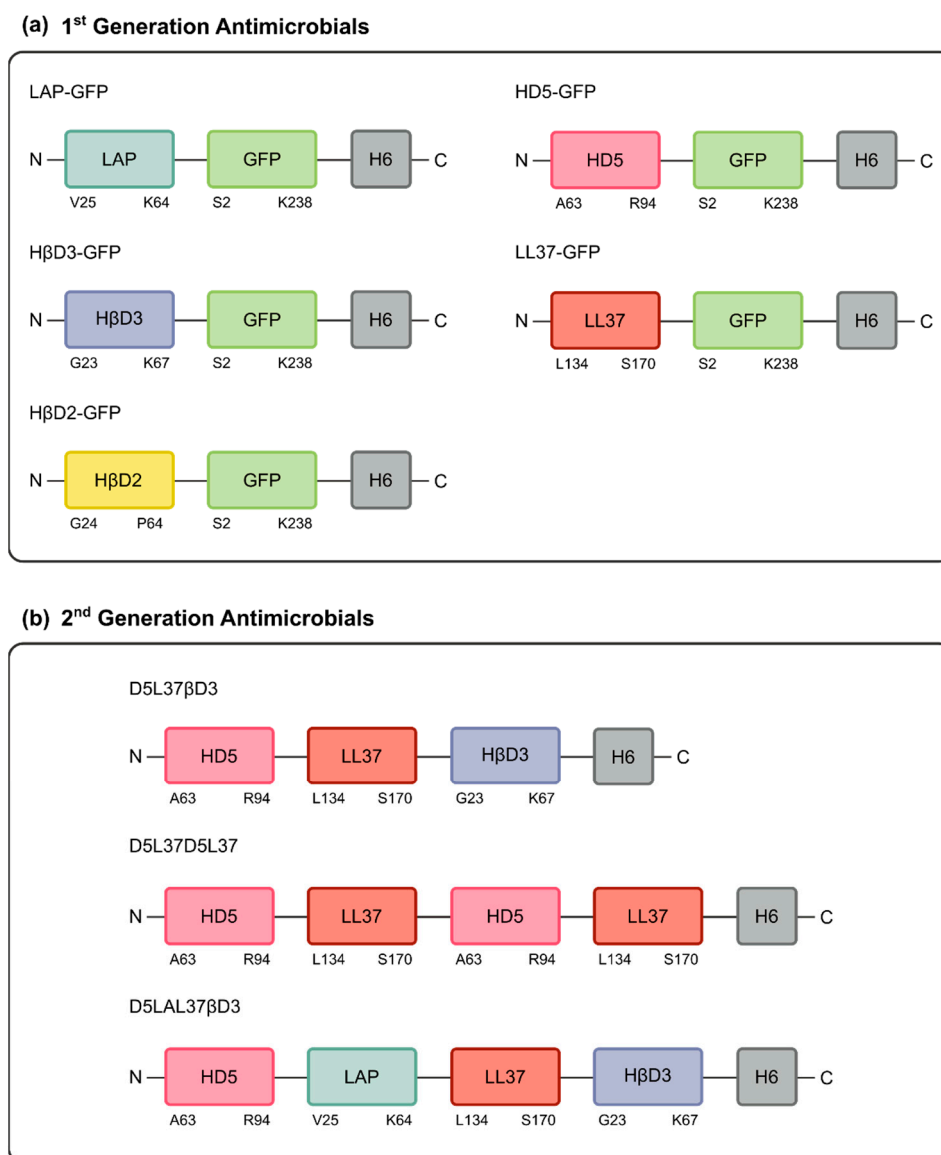 (a) 1st Generation Antimicrobials
LAP-GFP
N LAP GFP H6 C
V25 K64 S2 K238
HD5-GFP
N HD5 GFP H6 C
A63 R94 S2 K238
HβD3-GFP
N HβD3 GFP H6 C
G23 K67 S2 K238
LL37-GFP
N LL37 GFP H6 C
L134 S170 S2 K238
HβD2-GFP
N HβD2 GFP H6 C
G24 P64 S2 K238
(b) 2nd Generation Antimicrobials
D5L37βD3
N HD5 LL37 HβD3 H6 C
A63 R94 L134 S170 G23 K67
D5L37D5L37
N HD5 LL37 HD5 LL37 H6 C
A63 R94 L134 S170 A63 R94 L134 S170
D5LAL37βD3
N HD5 LAP LL37 HβD3 H6 C
A63 R94 V25 K64 L134 S170 G23 K67